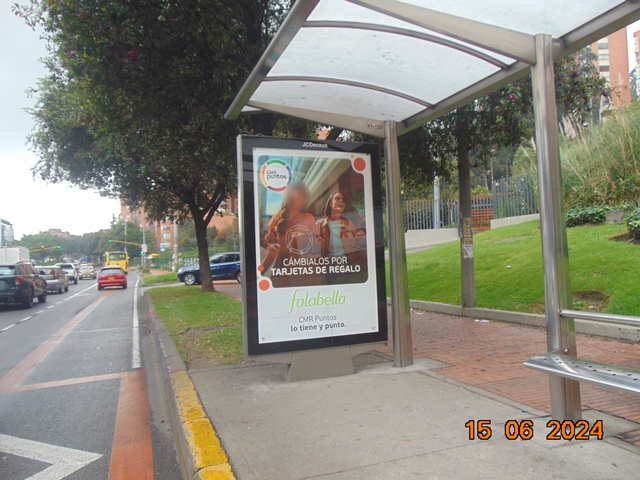 JCDecaux
CMR
puntos
CÁMBIALOS POR
TARJETAS DE REGALO
falabella.
CMR Puntos
lo tiene y punto.
15 06 2024